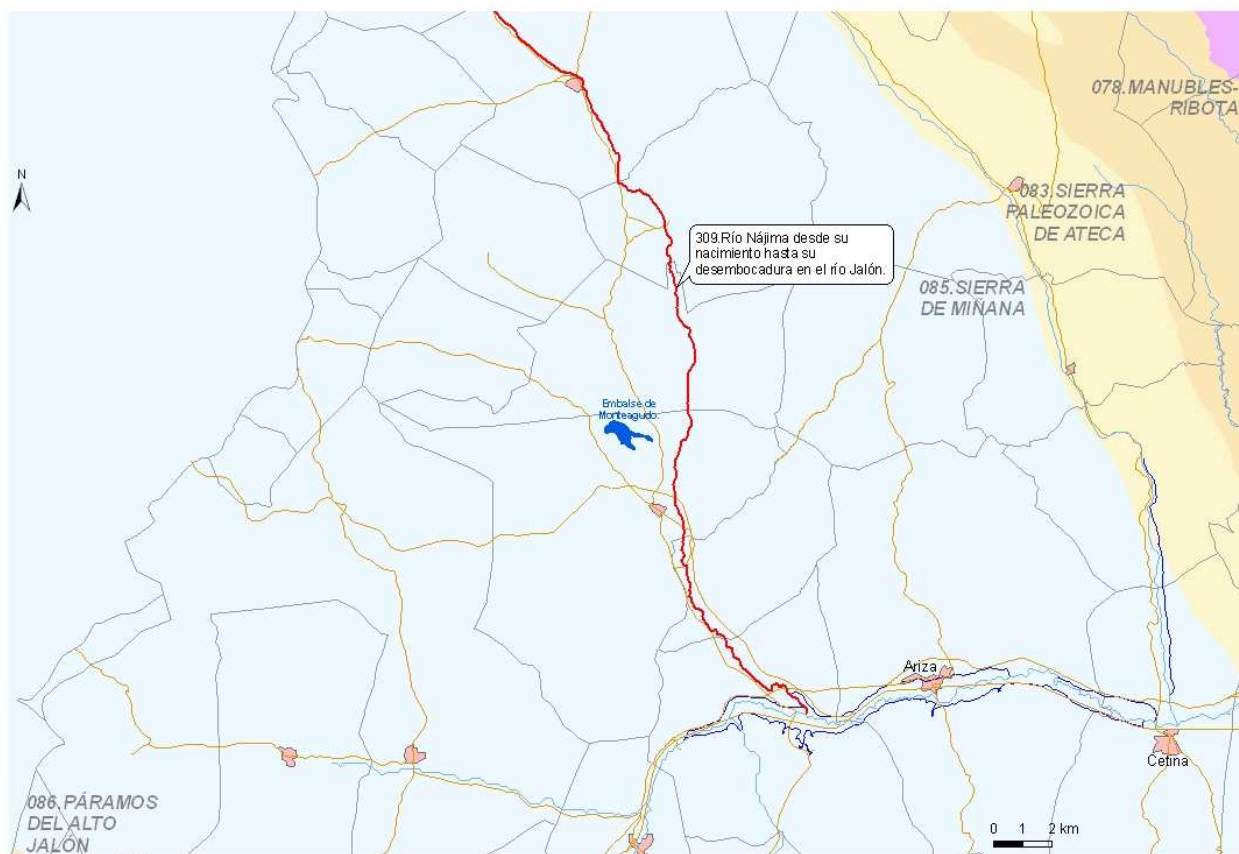 078.MANUBLES-
RIBOTA
N
083.SIERRA
PALEOZOICA
DE ATECA
309.Río Nájima desde su
nacimiento hasta su
desembocadura en el río Jalón.
085.SIERRA
DE MIÑANA
Embalse de
Monteagudo.
Ariza
Cetina
086.PÁRAMOS
DEL ALTO
JALÓN
0 1 2 km